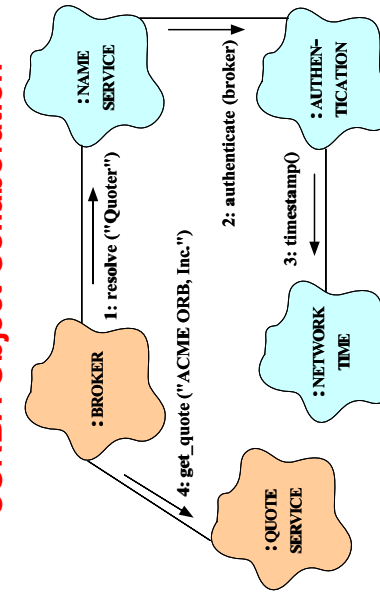 : NAME
SERVICE
2: authenticate (broker)
: AUTHEN-
TICATION
1: resolve ("Quoter")
3: timestamp()
: BROKER
4: get_quote ("ACME ORB, Inc.")
: NETWORK
TIME
: QUOTE
SERVICE